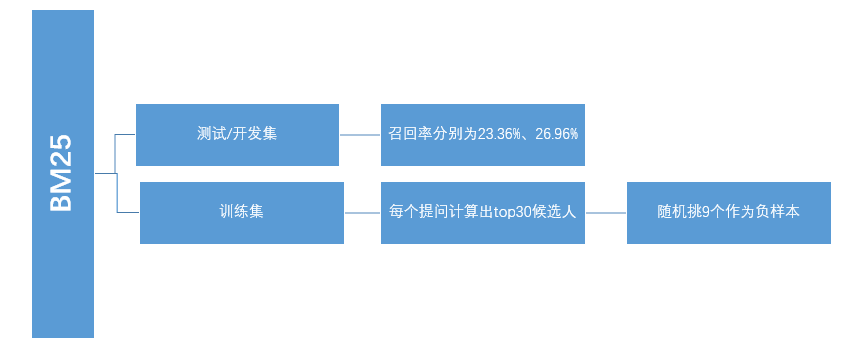 BM25
测试/开发集
召回率分别为23.36%、26.96%
训练集
每个提问计算出top30候选人
随机挑9个作为负样本